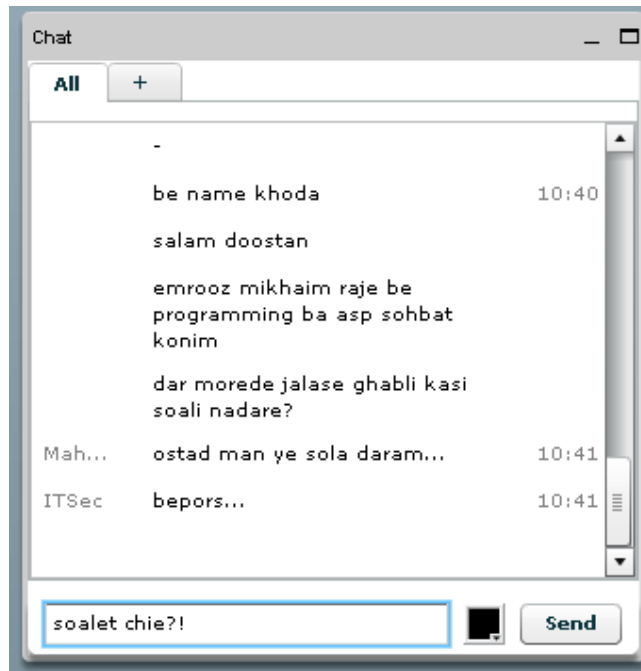 Chat
All +
-
be name khoda 10:40
salam doostan
emrooz mikhaim raje be
programming ba asp sohbat
konim
dar morede jalase ghabli kasi
soali nadare?
Mah... ostad man ye sola daram... 10:41
ITSec bepors... 10:41
soalet chie?! Send